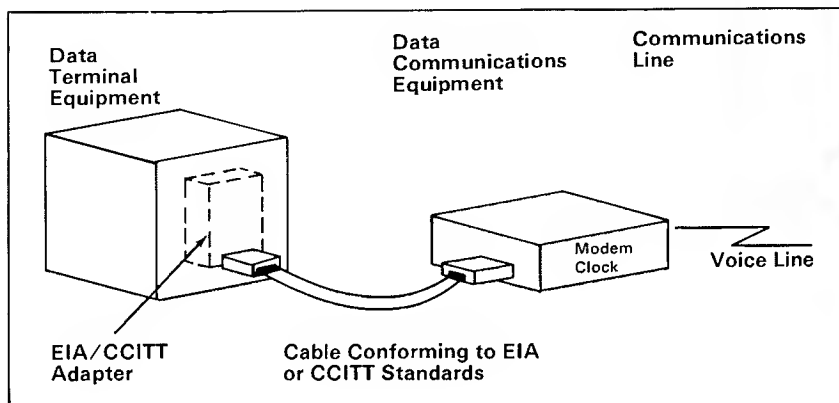 Data
Terminal
Equipment
Data
Communications
Equipment
Communications
Line
Modem
Clock
Voice Line
EIA/CCITT
Adapter
Cable Conforming to EIA
or CCITT Standards